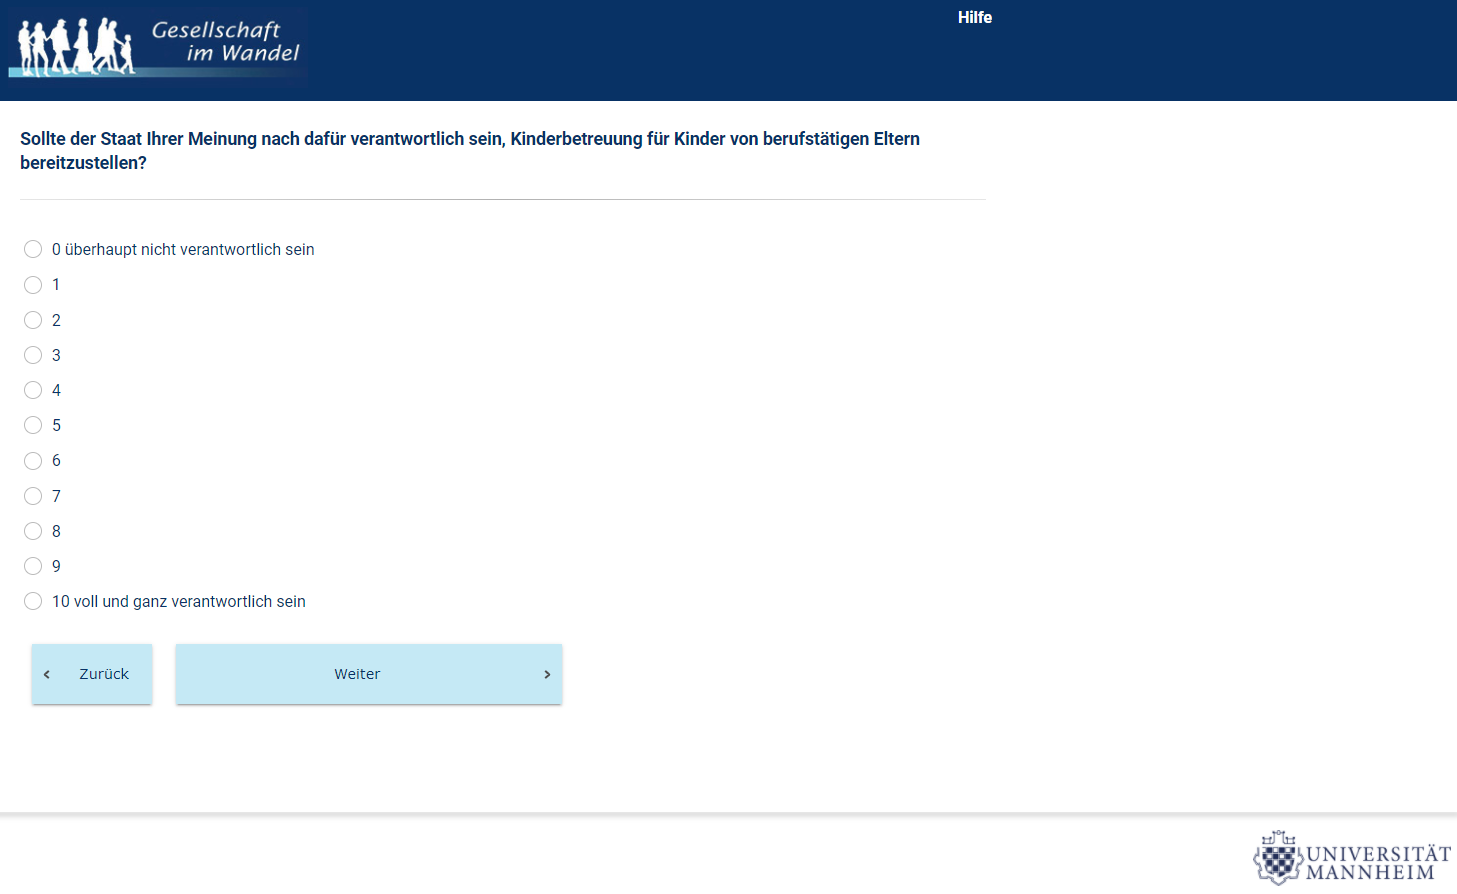 Gesellschaft
im Wandel
Hilfe
Sollte der Staat Ihrer Meinung nach dafür verantwortlich sein, Kinderbetreuung für Kinder von berufstätigen Eltern
bereitzustellen?
0 überhaupt nicht verantwortlich sein
1
2
3
4
5
6
7
8
9
10 voll und ganz verantwortlich sein
Zurück
Weiter
UNIVERSITÄT
MANNHEIM